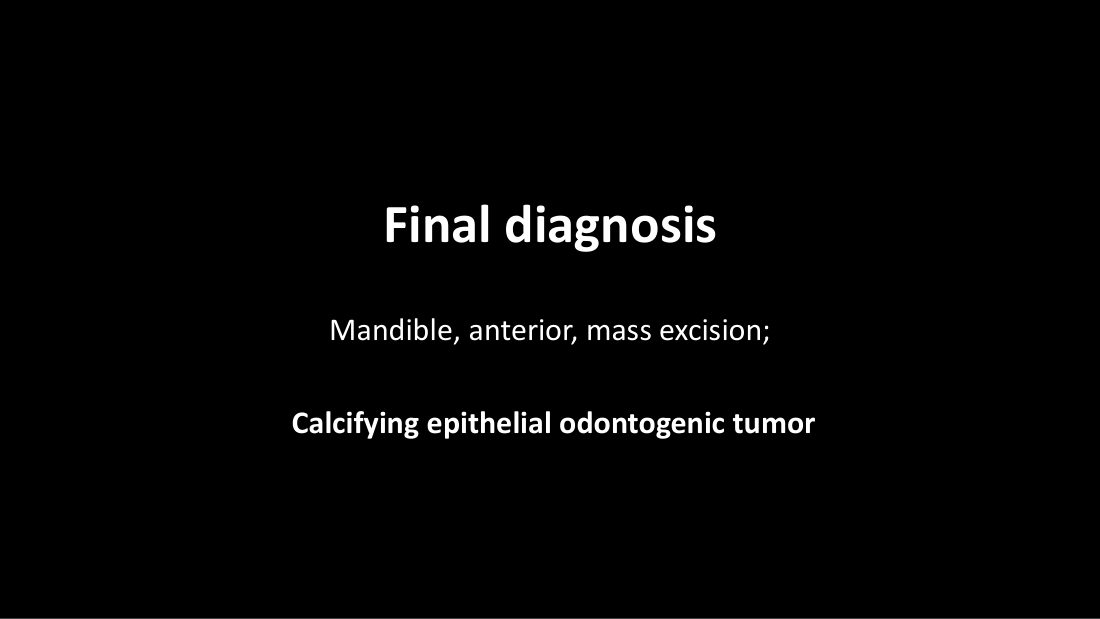 Final diagnosis
Mandible, anterior, mass excision;
Calcifying epithelial odontogenic tumor